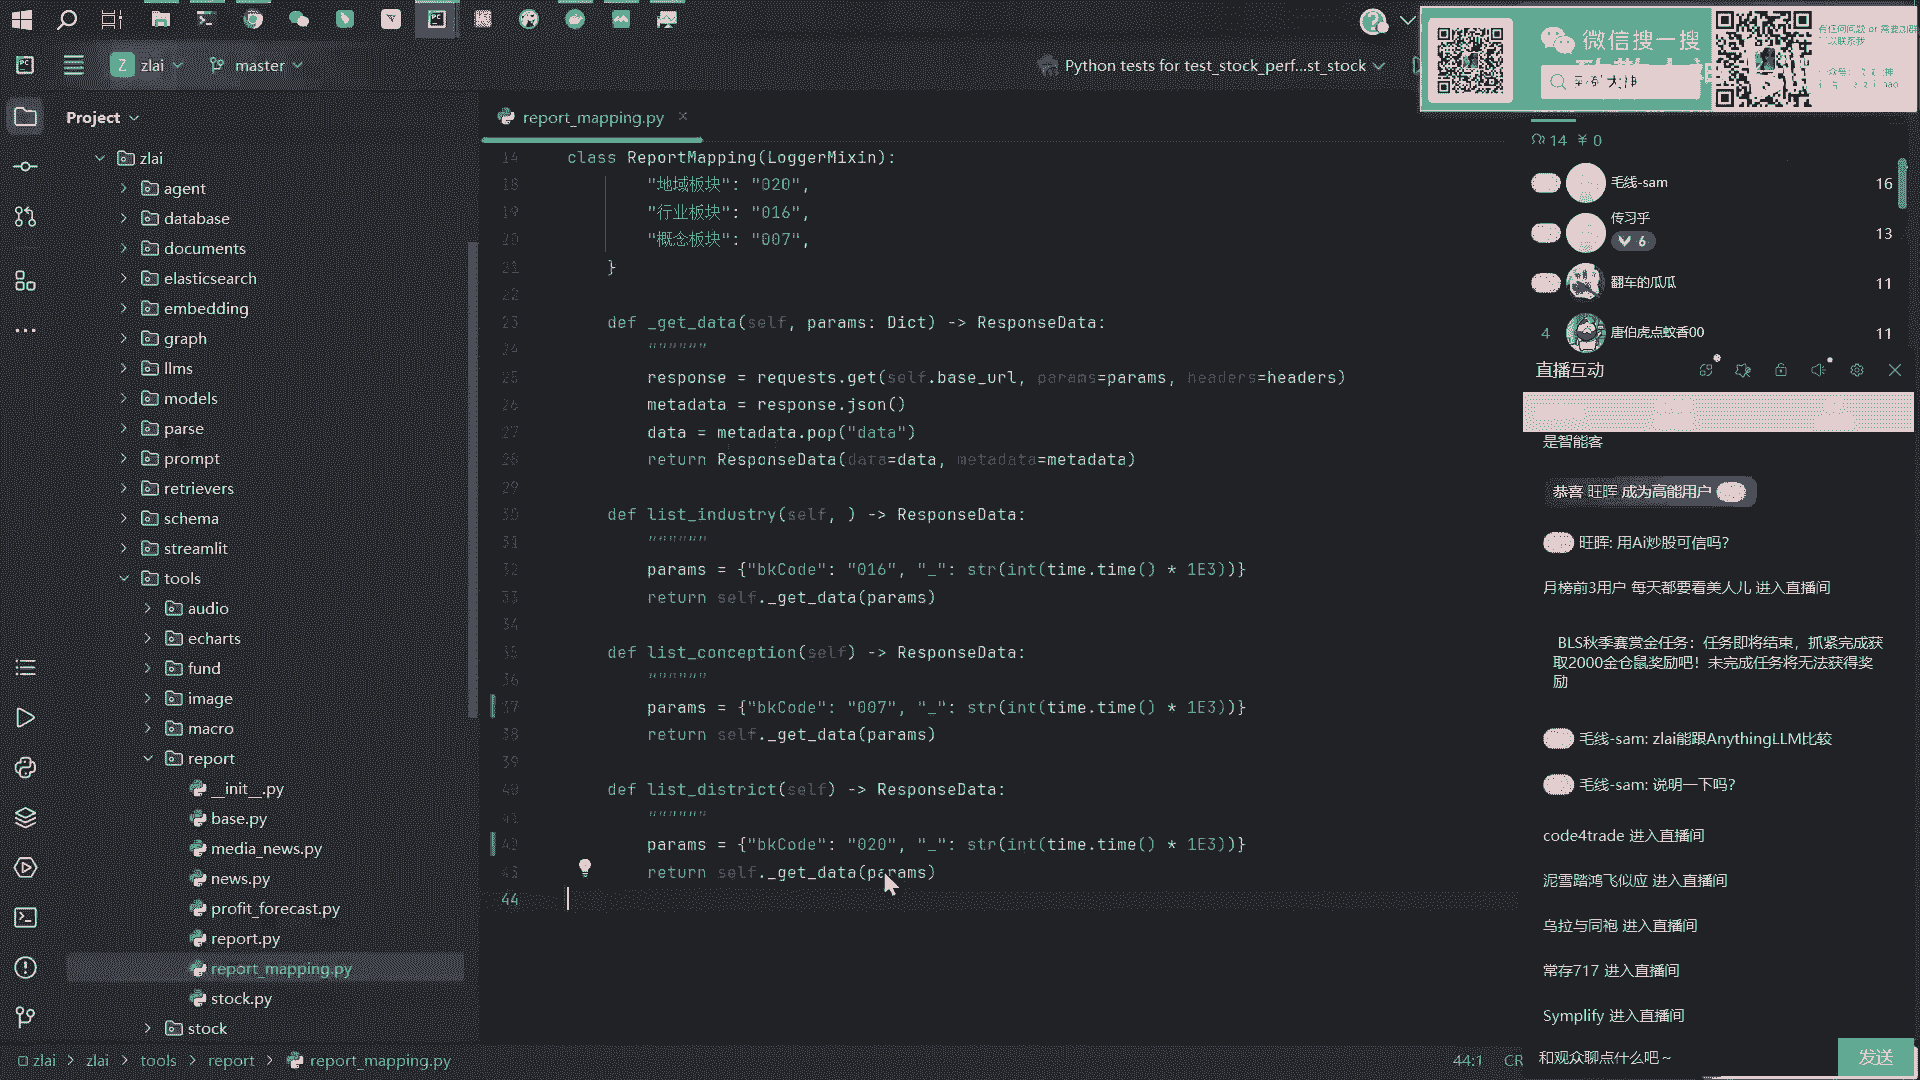 微信搜一搜
Z zlai
master
Python tests for test_stock_perf...st_stock
Project
zlai
agent
database
documents
elasticsearch
embedding
graph
llms
models
parse
prompt
retrievers
schema
streamlit
tools
audio
echarts
fund
image
macro
report
__init__.py
base.py
media_news.py
news.py
profit_forecast.py
report.py
report_mapping.py
stock.py
stock
report_mapping.py
14 class ReportMapping(LoggerMixin):
18 "地域板块": "020",
19 "行业板块": "016",
20 "概念板块": "007",
21 }
22
23 def _get_data(self, params: Dict) -> ResponseData:
24 """"""
25 response = requests.get(self.base_url, params=params, headers=headers)
26 metadata = response.json()
27 data = metadata.pop("data")
28 return ResponseData(data=data, metadata=metadata)
29
30 def list_industry(self, ) -> ResponseData:
31 """"""
32 params = {"bkCode": "016", "_": str(int(time.time() * 1E3))}
33 return self._get_data(params)
34
35 def list_conception(self) -> ResponseData:
36 """"""
37 params = {"bkCode": "007", "_": str(int(time.time() * 1E3))}
38 return self._get_data(params)
39
40 def list_district(self) -> ResponseData:
41 """"""
42 params = {"bkCode": "020", "_": str(int(time.time() * 1E3))}
43 return self._get_data(params)
44
14 ¥ 0
毛线-sam 16
传习乎
6
13
翻车的瓜瓜 11
4 唐伯虎点蚊香00 11
直播互动
是智能客
恭喜 旺晖 成为高能用户
旺晖: 用Ai炒股可信吗?
月榜前3用户 每天都要看美人儿 进入直播间
BLS秋季赛赏金任务：任务即将结束，抓紧完成获
取2000金仓鼠奖励吧！未完成任务将无法获得奖
励
毛线-sam: zlai能跟AnythingLLM比较
毛线-sam: 说明一下吗?
code4trade 进入直播间
泥雪踏鸿飞似应 进入直播间
乌拉与同袍 进入直播间
常存717 进入直播间
Symplify 进入直播间
和观众聊点什么吧～
发送
zlai > zlai > tools > report > report_mapping.py
44:1 CR